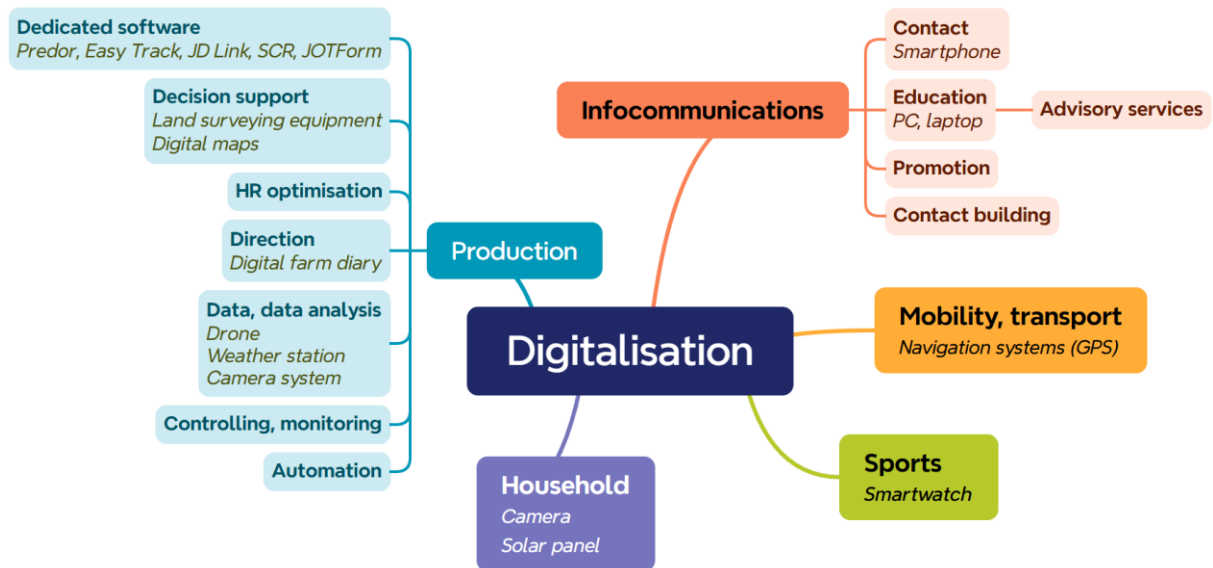 Dedicated software
Predor, Easy Track, JD Link, SCR, JOTForm
Decision support
Land surveying equipment
Digital maps
HR optimisation
Direction
Digital farm diary
Data, data analysis
Drone
Weather station
Camera system
Controlling, monitoring
Automation
Production
Digitalisation
Infocommunications
Contact
Smartphone
Education
PC, laptop
Advisory services
Promotion
Contact building
Mobility, transport
Navigation systems (GPS)
Sports
Smartwatch
Household
Camera
Solar panel